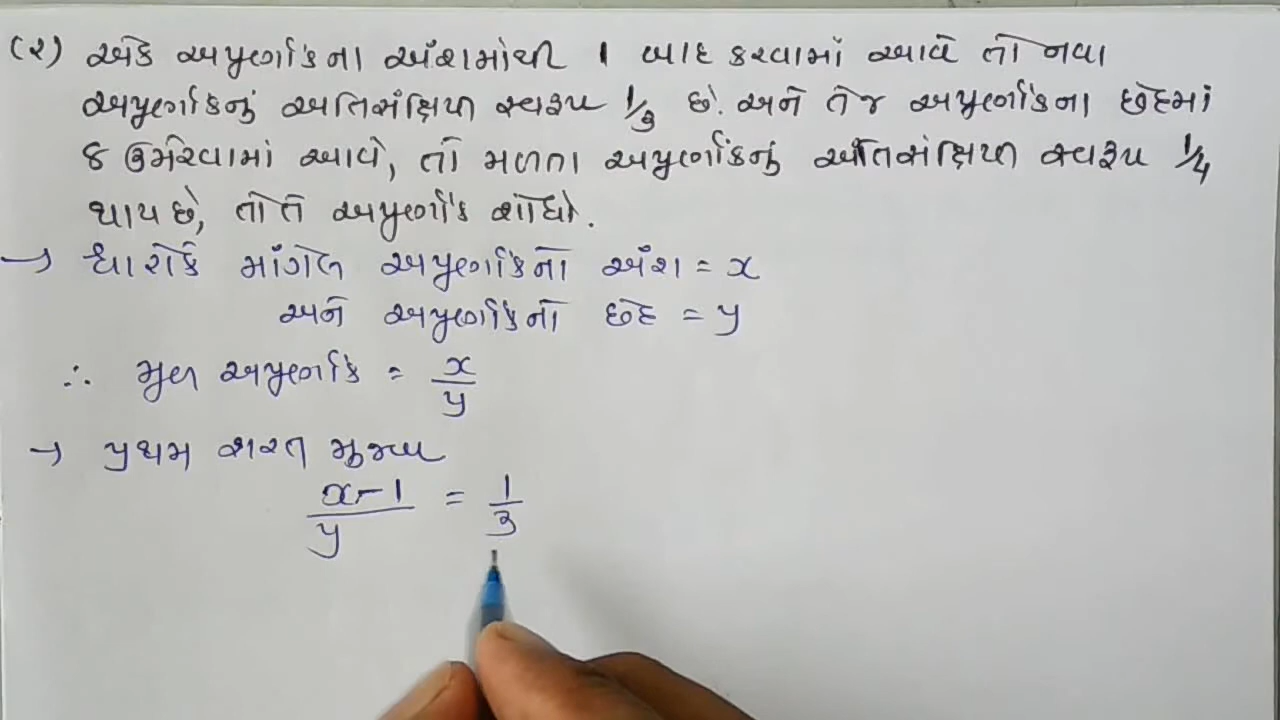 (૨) એક અપૂર્ણાંકના અંશમાંથી 1 બાદ કરવામાં આવે તો નવા
અપૂર્ણાંકનું અતિસંક્ષિપ્ત સ્વરૂપ 1/3 છે. અને તેજ અપૂર્ણાંકના છેદમાં
૪ ઉમેરવામાં આવે, તો મળતા અપૂર્ણાંકનું અતિસંક્ષિપ્ત સ્વરૂપ 1/4
થાય છે, તો તે અપૂર્ણાંક શોધો.
→ ધારોકે માંગેલ અપૂર્ણાંકનો અંશ = x
અને અપૂર્ણાંકનો છેદ = y
∴ મુળ અપૂર્ણાંક = x/y
→ પ્રથમ શરત મુજબ
x-1/y = 1/3